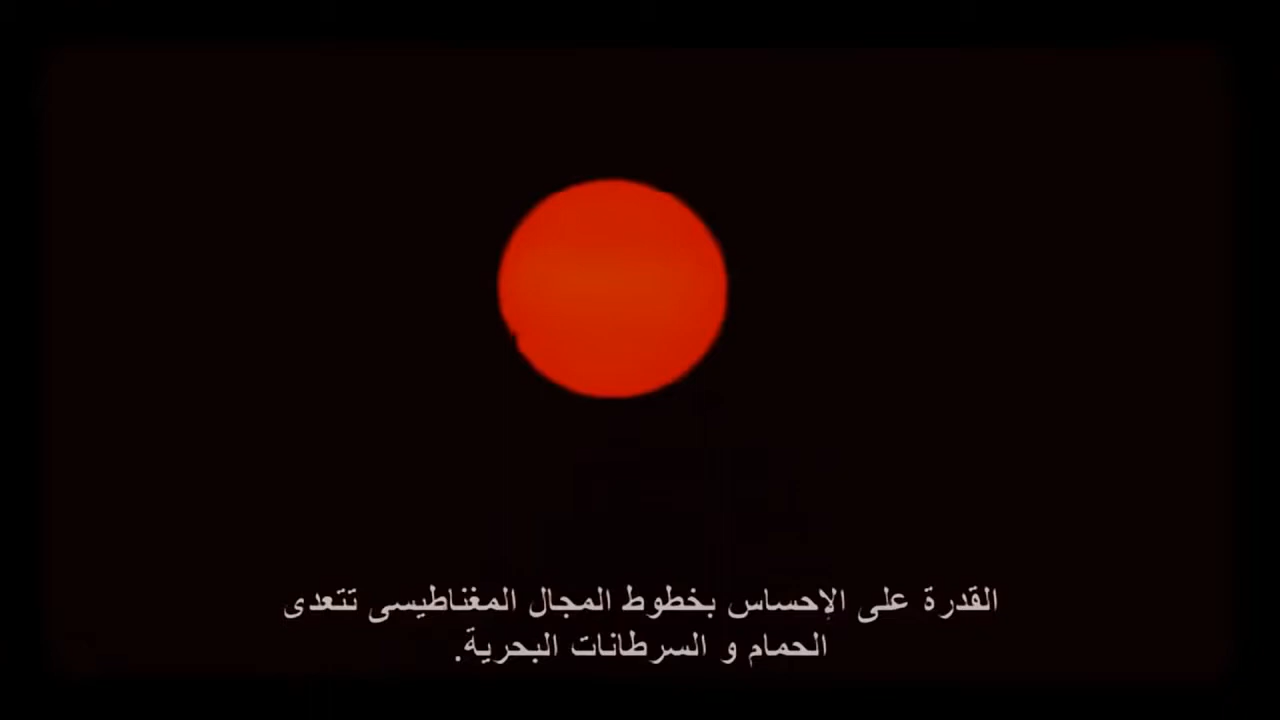 القدرة على الإحساس بخطوط المجال المغناطيسى تتعدى
الحمام و السرطانات البحرية.